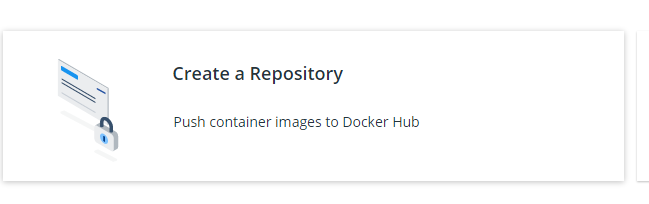 Create a Repository
Push container images to Docker Hub